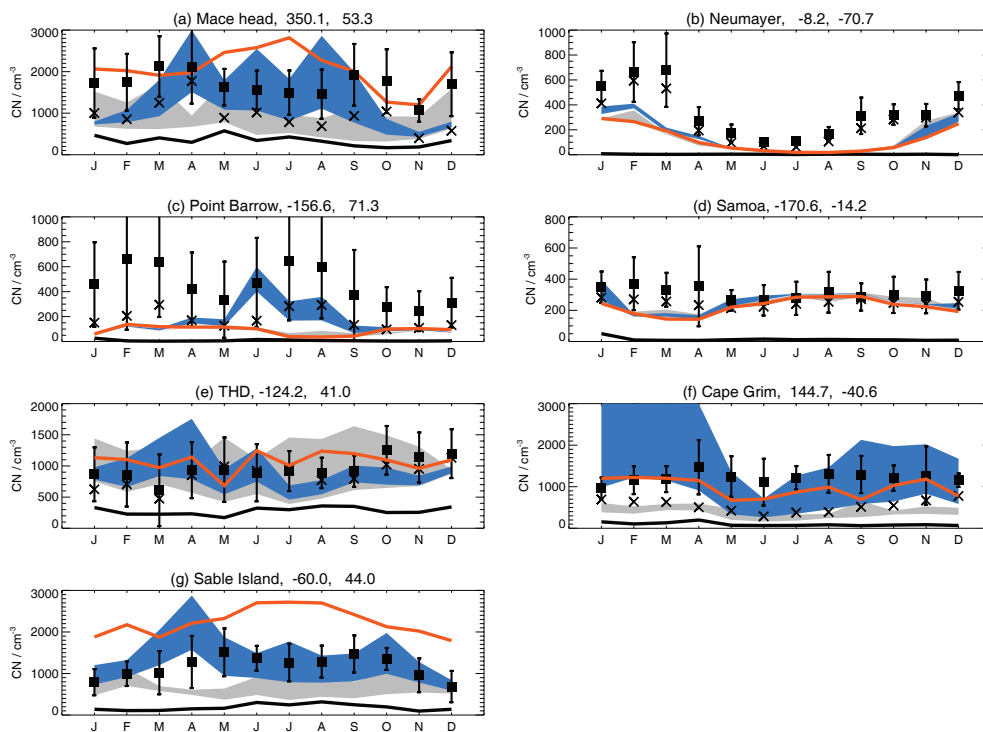 (a) Mace head, 350.1, 53.3
CN / cm-3
3000
2000
1000
0
J F M A M J J A S O N D
(b) Neumayer, -8.2, -70.7
CN / cm-3
1000
800
600
400
200
0
J F M A M J J A S O N D
(c) Point Barrow, -156.6, 71.3
CN / cm-3
1000
800
600
400
200
0
J F M A M J J A S O N D
(d) Samoa, -170.6, -14.2
CN / cm-3
800
600
400
200
0
J F M A M J J A S O N D
(e) THD, -124.2, 41.0
CN / cm-3
2000
1500
1000
500
0
J F M A M J J A S O N D
(f) Cape Grim, 144.7, -40.6
CN / cm-3
3000
2000
1000
0
J F M A M J J A S O N D
(g) Sable Island, -60.0, 44.0
CN / cm-3
3000
2000
1000
0
J F M A M J J A S O N D